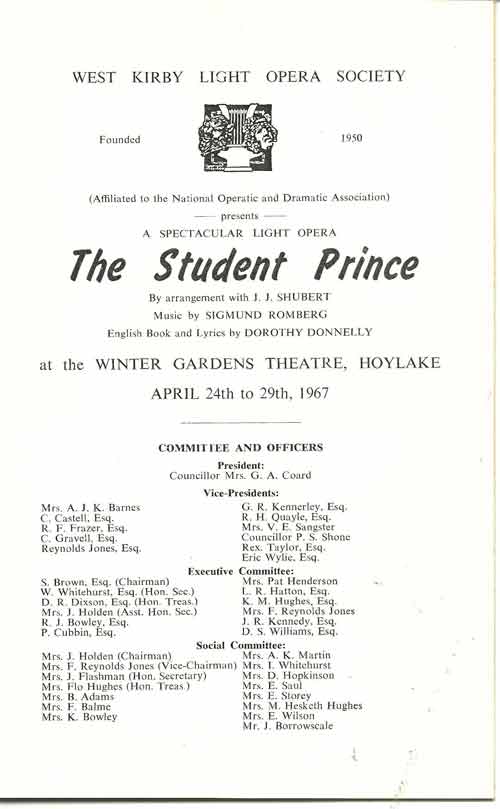 WEST KIRBY LIGHT OPERA SOCIETY
Founded 1950
(Affiliated to the National Operatic and Dramatic Association)
— presents —
A SPECTACULAR LIGHT OPERA
The Student Prince
By arrangement with J. J. SHUBERT
Music by SIGMUND ROMBERG
English Book and Lyrics by DOROTHY DONNELLY
at the WINTER GARDENS THEATRE, HOYLAKE
APRIL 24th to 29th, 1967
COMMITTEE AND OFFICERS
President:
Councillor Mrs. G. A. Coard
Vice-Presidents:
Mrs. A. J. K. Barnes
C. Castell, Esq.
R. F. Frazer, Esq.
C. Gravell, Esq.
Reynolds Jones, Esq.
G. R. Kennerley, Esq.
R. H. Quayle, Esq.
Mrs. V. E. Sangster
Councillor P. S. Shone
Rex. Taylor, Esq.
Eric Wylie, Esq.
Executive Committee:
S. Brown, Esq. (Chairman)
W. Whitehurst, Esq. (Hon. Sec.)
D. R. Dixson, Esq. (Hon. Treas.)
Mrs. J. Holden (Asst. Hon. Sec.)
R. J. Bowley, Esq.
P. Cubbin, Esq.
Mrs. Pat Henderson
L. R. Hatton, Esq.
K. M. Hughes, Esq.
Mrs. F. Reynolds Jones
J. R. Kennedy, Esq.
D. S. Williams, Esq.
Social Committee:
Mrs. J. Holden (Chairman)
Mrs. F. Reynolds Jones (Vice-Chairman)
Mrs. J. Flashman (Hon. Secretary)
Mrs. Flo Hughes (Hon. Treas.)
Mrs. B. Adams
Mrs. F. Balme
Mrs. K. Bowley
Mrs. A. K. Martin
Mrs. I. Whitehurst
Mrs. D. Hopkinson
Mrs. E. Saul
Mrs. E. Storey
Mrs. M. Hesketh Hughes
Mrs. E. Wilson
Mr. J. Borrowscale